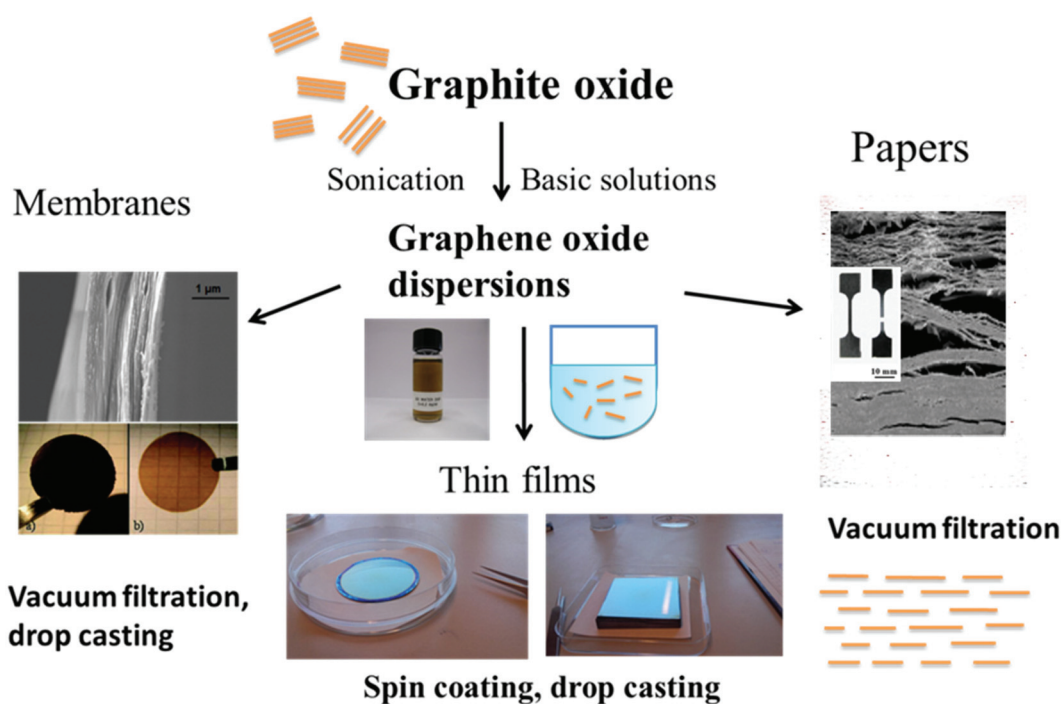 Graphite oxide
Sonication
Basic solutions
Papers
Membranes
Graphene oxide
dispersions
1 μm
10 mm
Thin films
a)
b)
Vacuum filtration
Vacuum filtration,
drop casting
Spin coating, drop casting